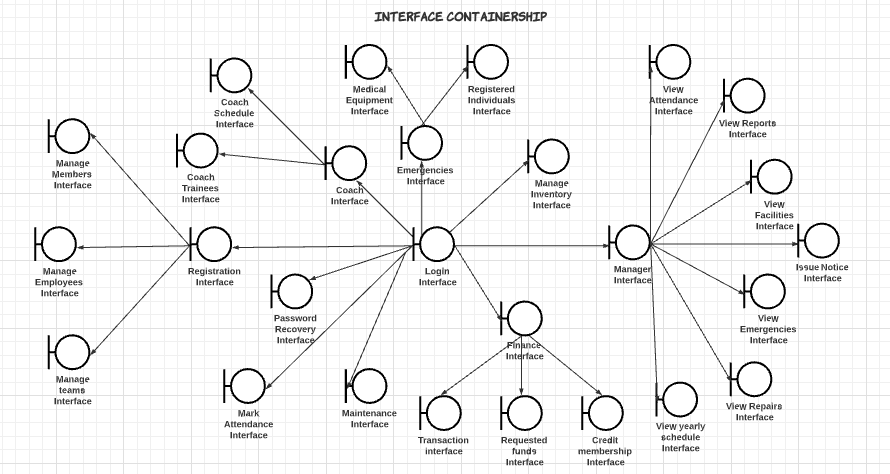 INTERFACE CONTAINERSHIP
Coach
Schedule
Interface
Medical
Equipment
Interface
Registered
Individuals
Interface
View
Attendance
Interface
View Reports
Interface
Manage
Members
Interface
Coach
Trainees
Interface
Coach
Interface
Emergencies
Interface
Manage
Inventory
Interface
View
Facilities
Interface
Manage
Employees
Interface
Registration
Interface
Login
Interface
Manager
Interface
Issue Notice
Interface
Password
Recovery
Interface
Finance
Interface
View
Emergencies
Interface
Manage
teams
Interface
Mark
Attendance
Interface
Maintenance
Interface
Transaction
interface
Requested
funds
Interface
Credit
membership
Interface
View yearly
schedule
Interface
View Repairs
Interface